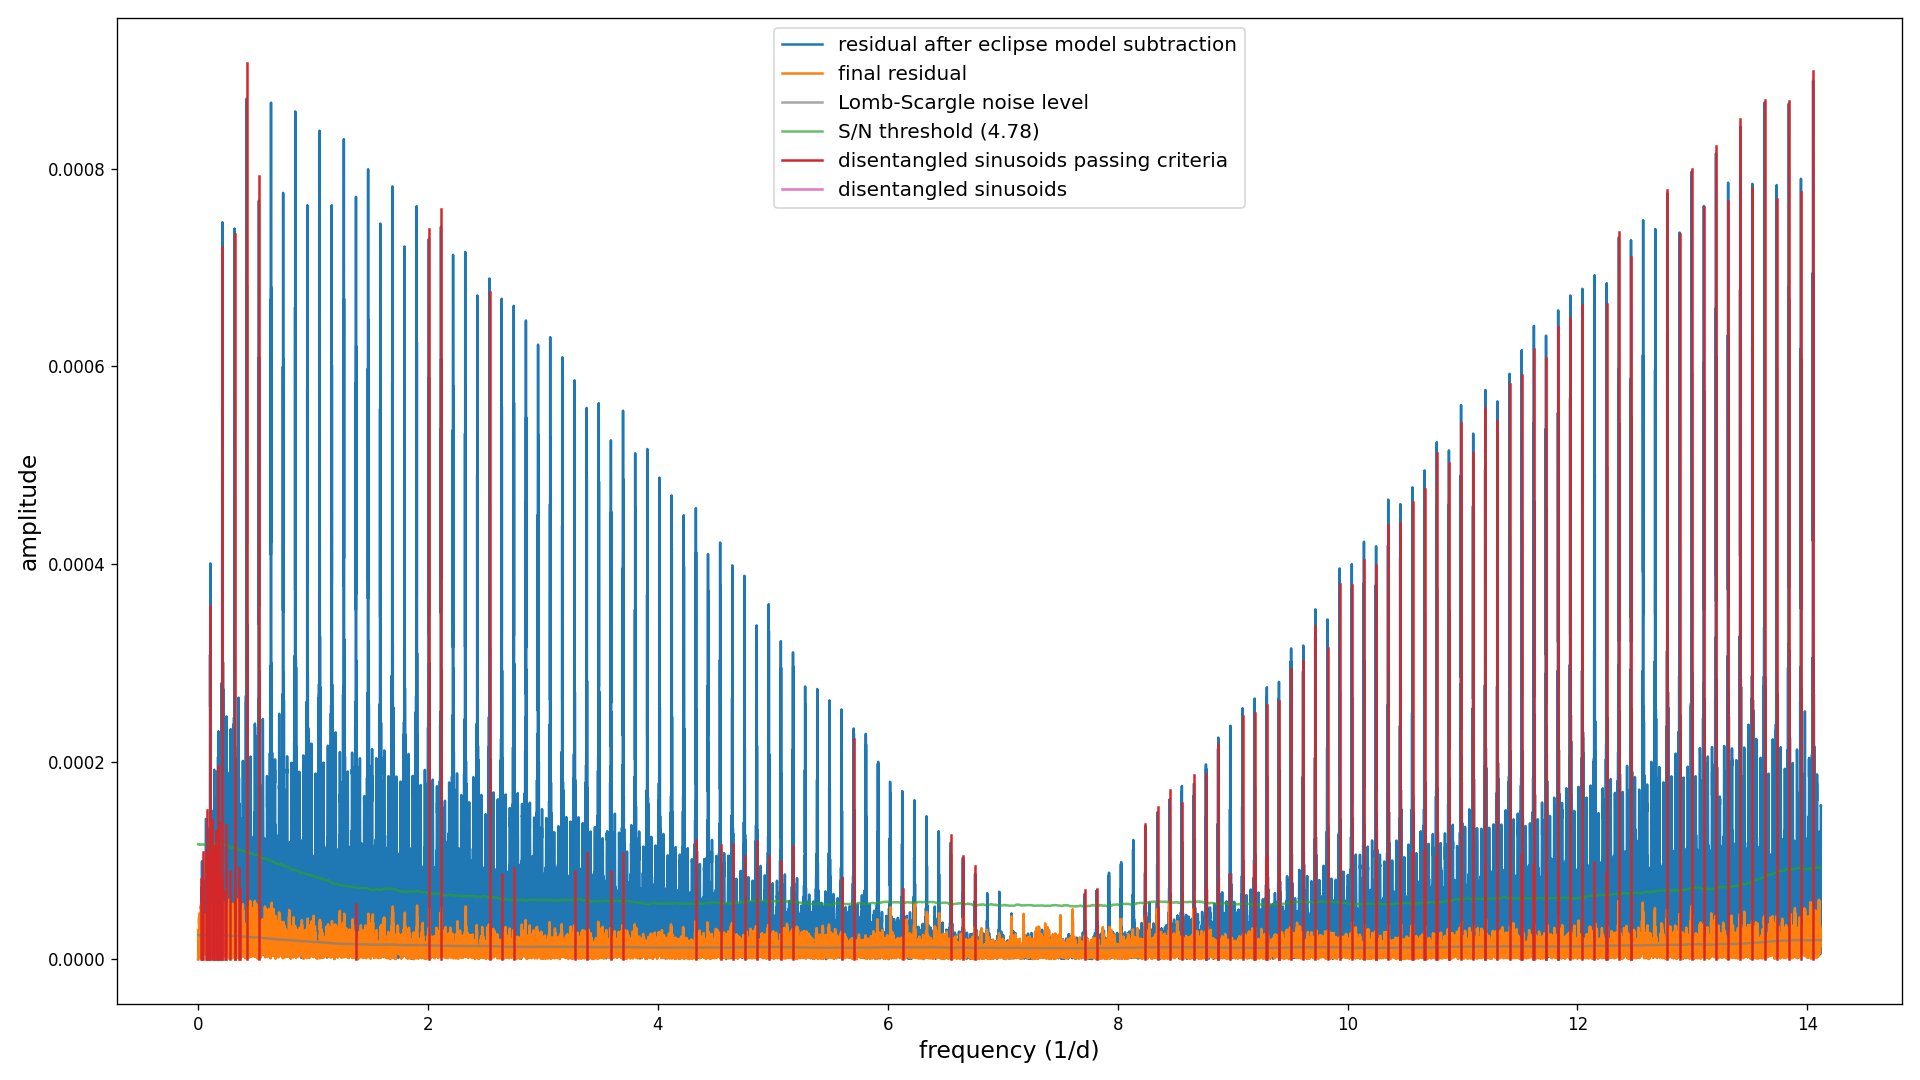 residual after eclipse model subtraction
final residual
Lomb-Scargle noise level
S/N threshold (4.78)
disentangled sinusoids passing criteria
disentangled sinusoids
amplitude
0.0008
0.0006
0.0004
0.0002
0.0000
0 2 4 6 8 10 12 14
frequency (1/d)